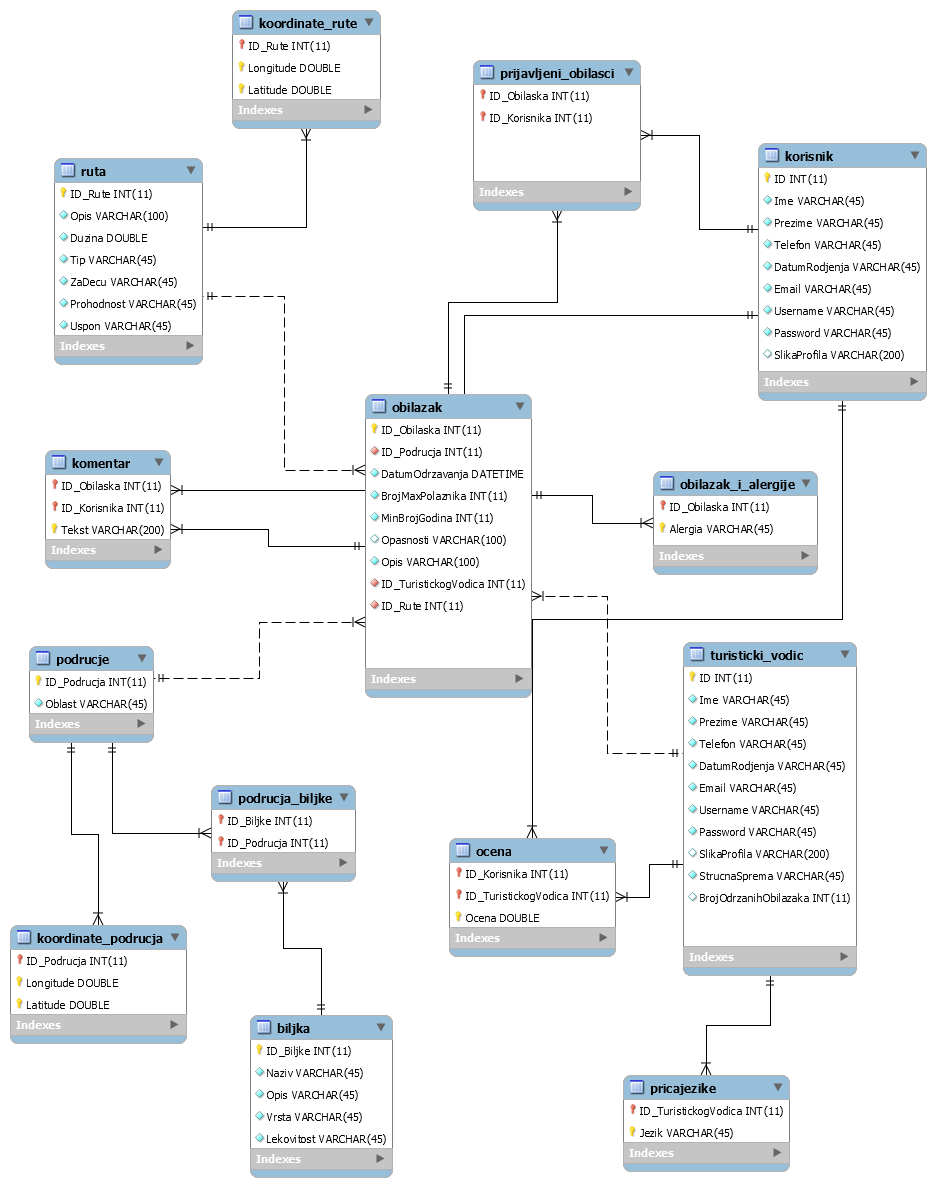 koordinate_rute
ID_Rute INT(11)
Longitude DOUBLE
Latitude DOUBLE
Indexes
prijavljeni_obilasci
ID_Obilaska INT(11)
ID_Korisnika INT(11)
Indexes
korisnik
ID INT(11)
Ime VARCHAR(45)
Prezime VARCHAR(45)
Telefon VARCHAR(45)
DatumRodjenja VARCHAR(45)
Email VARCHAR(45)
Username VARCHAR(45)
Password VARCHAR(45)
SlikaProfila VARCHAR(200)
Indexes
ruta
ID_Rute INT(11)
Opis VARCHAR(100)
Duzina DOUBLE
Tip VARCHAR(45)
ZaDecu VARCHAR(45)
Prohodnost VARCHAR(45)
Uspon VARCHAR(45)
Indexes
obilazak
ID_Obilaska INT(11)
ID_Podrucja INT(11)
DatumOdrzavanja DATETIME
BrojMaxPolaznika INT(11)
MinBrojGodina INT(11)
Opasnosti VARCHAR(100)
Opis VARCHAR(100)
ID_TuristickogVodica INT(11)
ID_Rute INT(11)
Indexes
komentar
ID_Obilaska INT(11)
ID_Korisnika INT(11)
Tekst VARCHAR(200)
Indexes
obilazak_i_alergije
ID_Obilaska INT(11)
Alergia VARCHAR(45)
Indexes
podrucje
ID_Podrucja INT(11)
Oblast VARCHAR(45)
Indexes
turisticki_vodic
ID INT(11)
Ime VARCHAR(45)
Prezime VARCHAR(45)
Telefon VARCHAR(45)
DatumRodjenja VARCHAR(45)
Email VARCHAR(45)
Username VARCHAR(45)
Password VARCHAR(45)
SlikaProfila VARCHAR(200)
StrucnaSprema VARCHAR(45)
BrojOdrzanihObilazaka INT(11)
Indexes
podrucja_biljke
ID_Biljke INT(11)
ID_Podrucja INT(11)
Indexes
ocena
ID_Korisnika INT(11)
ID_TuristickogVodica INT(11)
Ocena DOUBLE
Indexes
koordinate_podrucja
ID_Podrucja INT(11)
Longitude DOUBLE
Latitude DOUBLE
Indexes
biljka
ID_Biljke INT(11)
Naziv VARCHAR(45)
Opis VARCHAR(45)
Vrsta VARCHAR(45)
Lekovitost VARCHAR(45)
Indexes
pricajezike
ID_TuristickogVodica INT(11)
Jezik VARCHAR(45)
Indexes